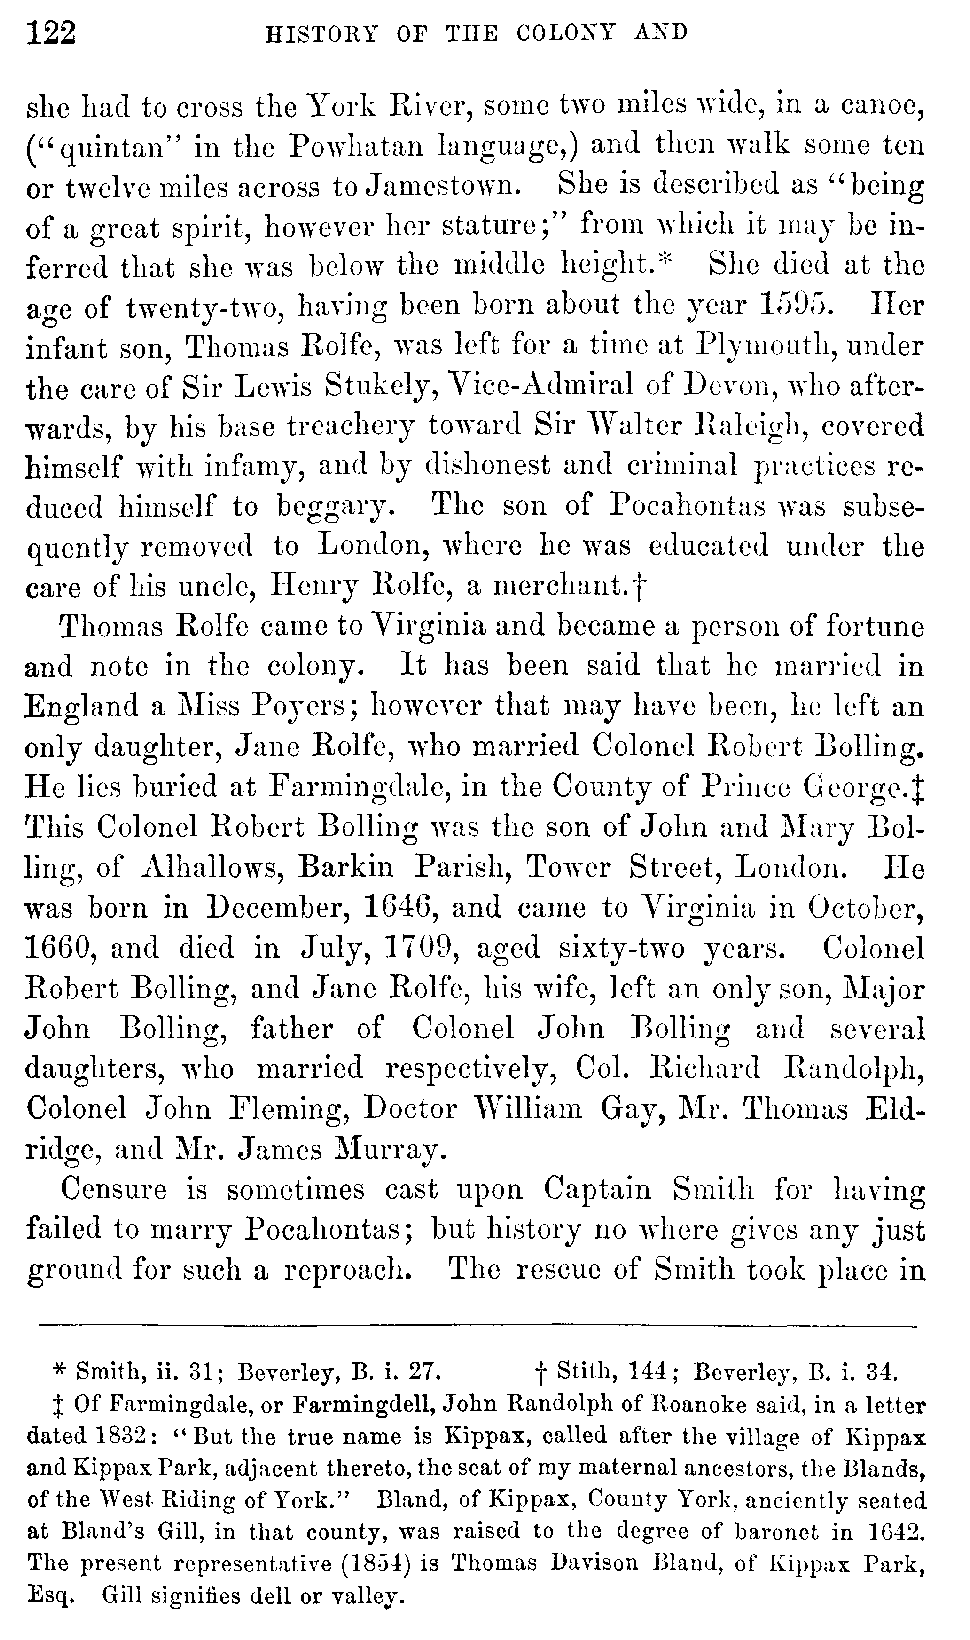 122 HISTORY OF THE COLONY AND
she had to cross the York River, some two miles wide, in a canoe,
("quintan" in the Powhatan language,) and then walk some ten
or twelve miles across to Jamestown. She is described as "being
of a great spirit, however her stature;" from which it may be in-
ferred that she was below the middle height.* She died at the
age of twenty-two, having been born about the year 1595. Her
infant son, Thomas Rolfe, was left for a time at Plymouth, under
the care of Sir Lewis Stukely, Vice-Admiral of Devon, who after-
wards, by his base treachery toward Sir Walter Raleigh, covered
himself with infamy, and by dishonest and criminal practices re-
duced himself to beggary. The son of Pocahontas was subse-
quently removed to London, where he was educated under the
care of his uncle, Henry Rolfe, a merchant.†
Thomas Rolfe came to Virginia and became a person of fortune
and note in the colony. It has been said that he married in
England a Miss Poyers; however that may have been, he left an
only daughter, Jane Rolfe, who married Colonel Robert Bolling.
He lies buried at Farmingdale, in the County of Prince George.‡
This Colonel Robert Bolling was the son of John and Mary Bol-
ling, of Alhallows, Barkin Parish, Tower Street, London. He
was born in December, 1646, and came to Virginia in October,
1660, and died in July, 1709, aged sixty-two years. Colonel
Robert Bolling, and Jane Rolfe, his wife, left an only son, Major
John Bolling, father of Colonel John Bolling and several
daughters, who married respectively, Col. Richard Randolph,
Colonel John Fleming, Doctor William Gay, Mr. Thomas Eld-
ridge, and Mr. James Murray.
Censure is sometimes cast upon Captain Smith for having
failed to marry Pocahontas; but history no where gives any just
ground for such a reproach. The rescue of Smith took place in
* Smith, ii. 31; Beverley, B. i. 27. † Stith, 144; Beverley, B. i. 34.
‡ Of Farmingdale, or Farmingdell, John Randolph of Roanoke said, in a letter
dated 1832: "But the true name is Kippax, called after the village of Kippax
and Kippax Park, adjacent thereto, the seat of my maternal ancestors, the Blands,
of the West Riding of York." Bland, of Kippax, County York, anciently seated
at Bland's Gill, in that county, was raised to the degree of baronet in 1642.
The present representative (1854) is Thomas Davison Bland, of Kippax Park,
Esq. Gill signifies dell or valley.